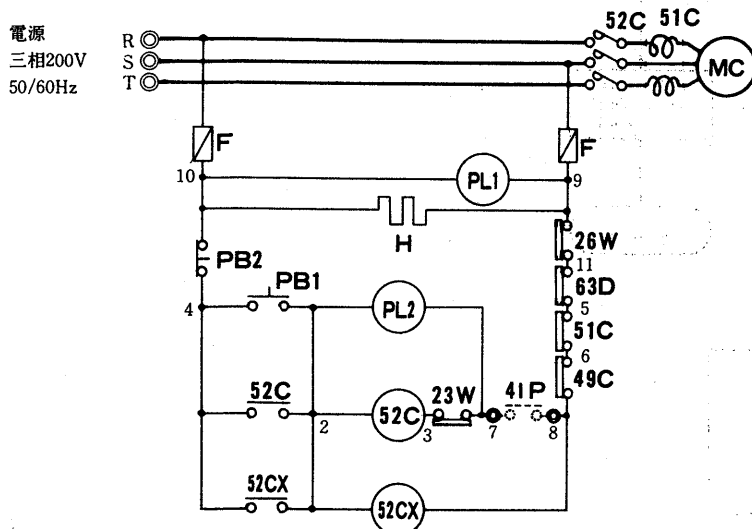 電源
三相200V
50/60Hz
R
S
T
52C 51C
MC
F
F
10
PL1
9
H
26W
11
PB2
PB1
63D
4
PL2
5
51C
6
49C
52C
2
52C
3
23W
7
41P
8
52CX
52CX